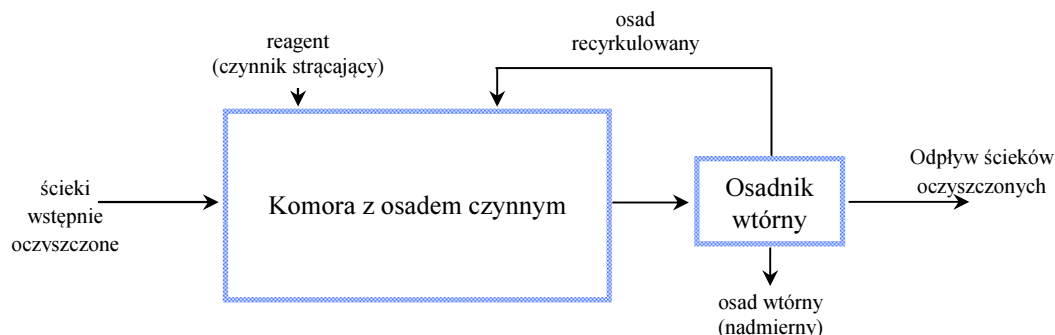 osad
recyrkulowany
reagent
(czynnik strącający)
ścieki
wstępnie
oczyszczone
Komora z osadem czynnym
Osadnik
wtórny
Odpływ ścieków
oczyszczonych
osad wtórny
(nadmierny)